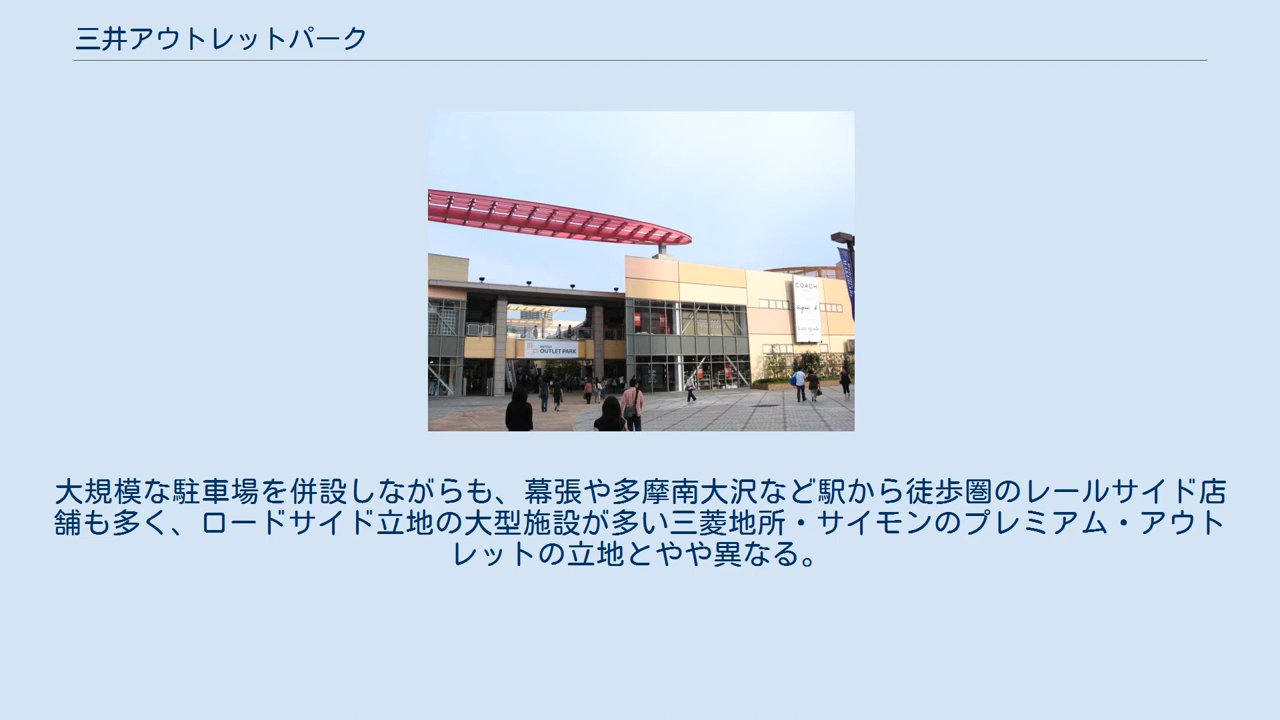 三井アウトレットパーク
COACH
agnès b.
kate spade
OUTLET PARK
大規模な駐車場を併設しながらも、幕張や多摩南大沢など駅から徒歩圏のレールサイド店
舗も多く、ロードサイド立地の大型施設が多い三菱地所・サイモンのプレミアム・アウト
レットの立地とやや異なる。